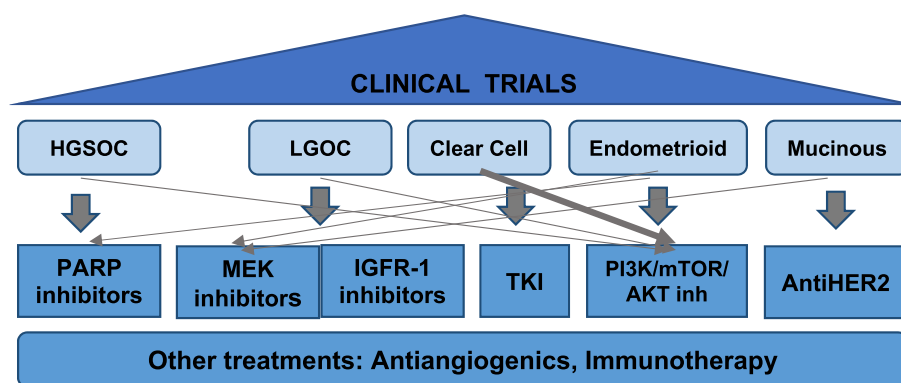 CLINICAL TRIALS
HGSOC
LGOC
Clear Cell
Endometrioid
Mucinous
PARP
inhibitors
MEK
inhibitors
IGFR-1
inhibitors
TKI
PI3K/mTOR/
AKT inh
AntiHER2
Other treatments: Antiangiogenics, Immunotherapy